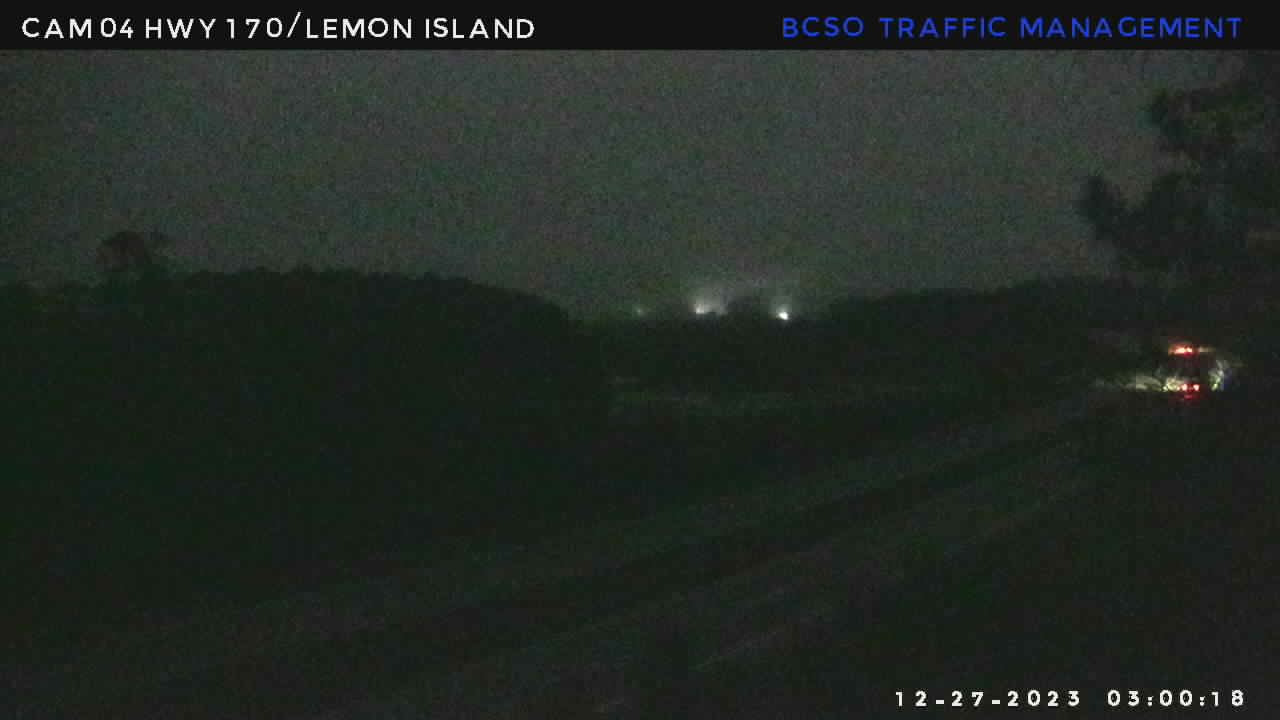 CAM04 HWY 170/LEMON ISLAND
BCSO TRAFFIC MANAGEMENT
12-27-2023 03:00:18